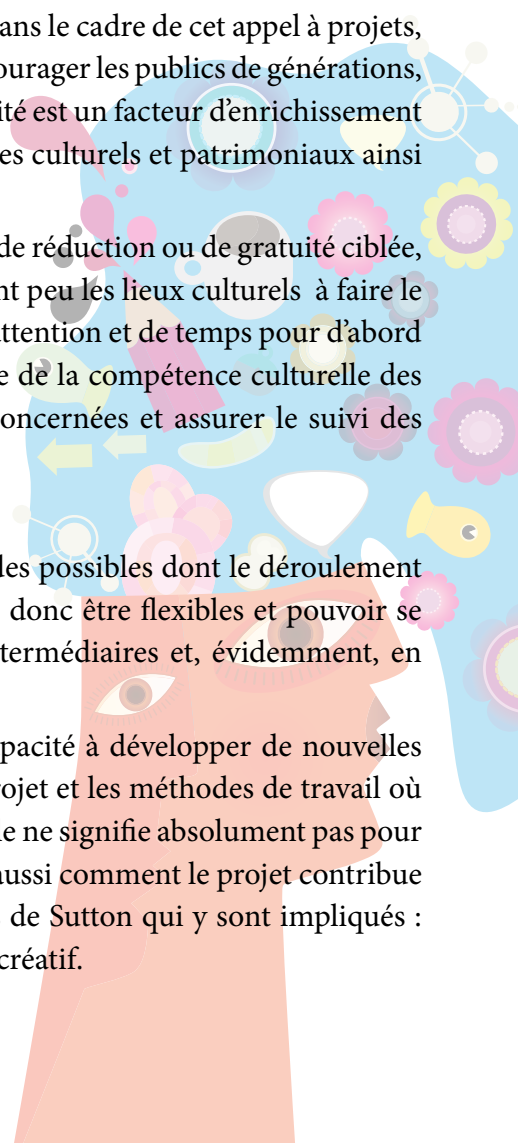 ans le cadre de cet appel à projets,
ourager les publics de générations,
ité est un facteur d'enrichissement
es culturels et patrimoniaux ainsi
de réduction ou de gratuité ciblée,
nt peu les lieux culturels à faire le
attention et de temps pour d'abord
e de la compétence culturelle des
oncernées et assurer le suivi des
les possibles dont le déroulement
donc être flexibles et pouvoir se
termédiaires et, évidemment, en
pacité à développer de nouvelles
rojet et les méthodes de travail où
le ne signifie absolument pas pour
aussi comment le projet contribue
de Sutton qui y sont impliqués :
créatif.